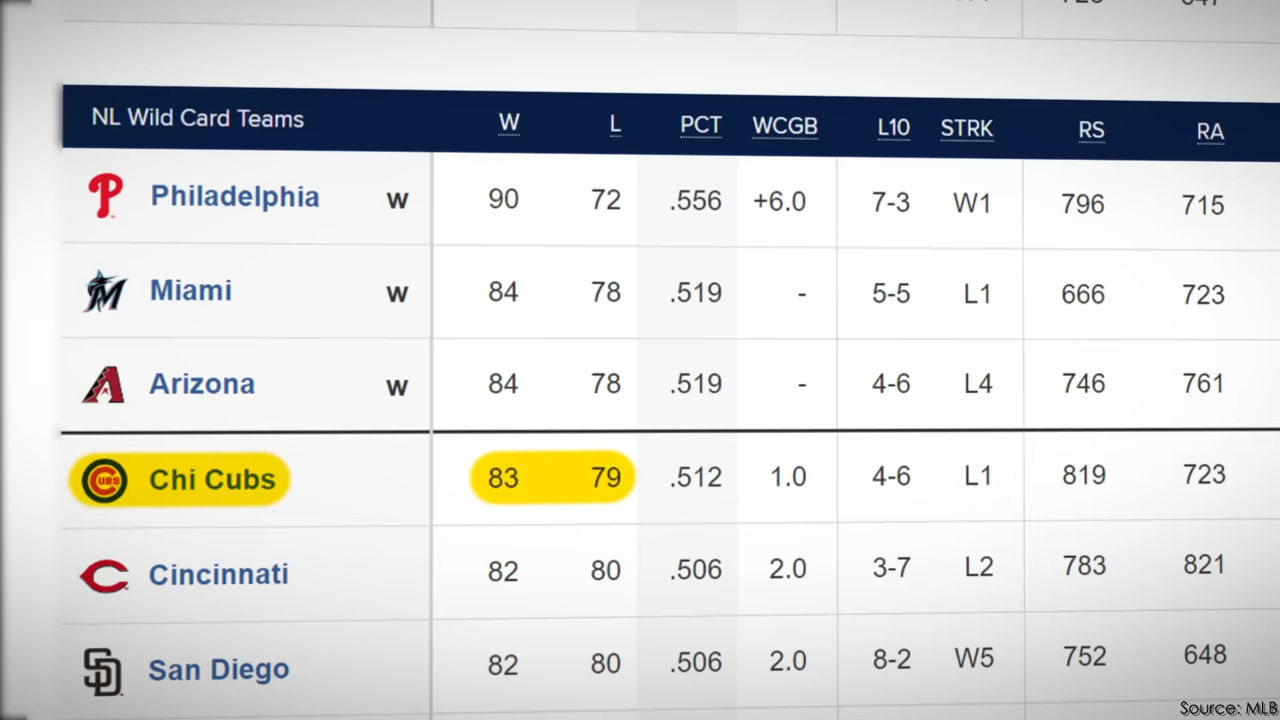 NL Wild Card Teams W L PCT WCGB L10 STRK RS RA
Philadelphia w 90 72 .556 +6.0 7-3 W1 796 715
Miami w 84 78 .519 - 5-5 L1 666 723
Arizona w 84 78 .519 - 4-6 L4 746 761
CUBS Chi Cubs 83 79 .512 1.0 4-6 L1 819 723
Cincinnati 82 80 .506 2.0 3-7 L2 783 821
SD San Diego 82 80 .506 2.0 8-2 W5 752 648
Source: MLB